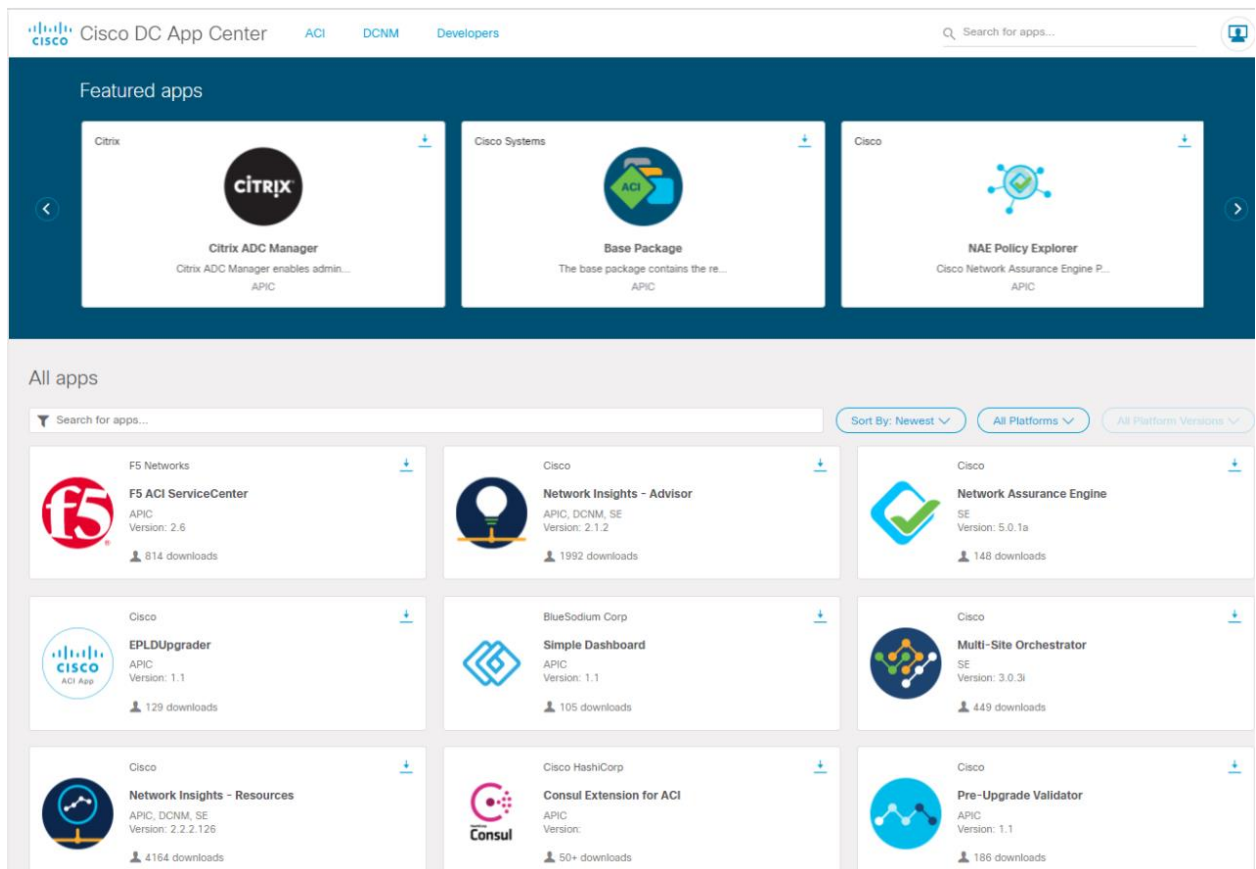 CISCO
Cisco DC App Center ACI DCNM Developers Search for apps...
Featured apps
Citrix
CITRIX
Citrix ADC Manager
Citrix ADC Manager enables admin...
APIC
Cisco Systems
ACI
Base Package
The base package contains the re...
APIC
Cisco
NAE Policy Explorer
Cisco Network Assurance Engine P...
APIC
All apps
Search for apps... Sort By: Newest All Platforms All Platform Versions
F5 Networks
f5
F5 ACI ServiceCenter
APIC
Version: 2.6
814 downloads
Cisco
Network Insights - Advisor
APIC, DCNM, SE
Version: 2.1.2
1992 downloads
Cisco
Network Assurance Engine
SE
Version: 5.0.1a
148 downloads
Cisco
CISCO
ACI App
EPLDUpgrader
APIC
Version: 1.1
129 downloads
BlueSodium Corp
Simple Dashboard
APIC
Version: 1.1
105 downloads
Cisco
Multi-Site Orchestrator
SE
Version: 3.0.3i
449 downloads
Cisco
Network Insights - Resources
APIC, DCNM, SE
Version: 2.2.2.126
4164 downloads
Cisco HashiCorp
Consul
Consul Extension for ACI
APIC
Version:
50+ downloads
Cisco
Pre-Upgrade Validator
APIC
Version: 1.1
186 downloads